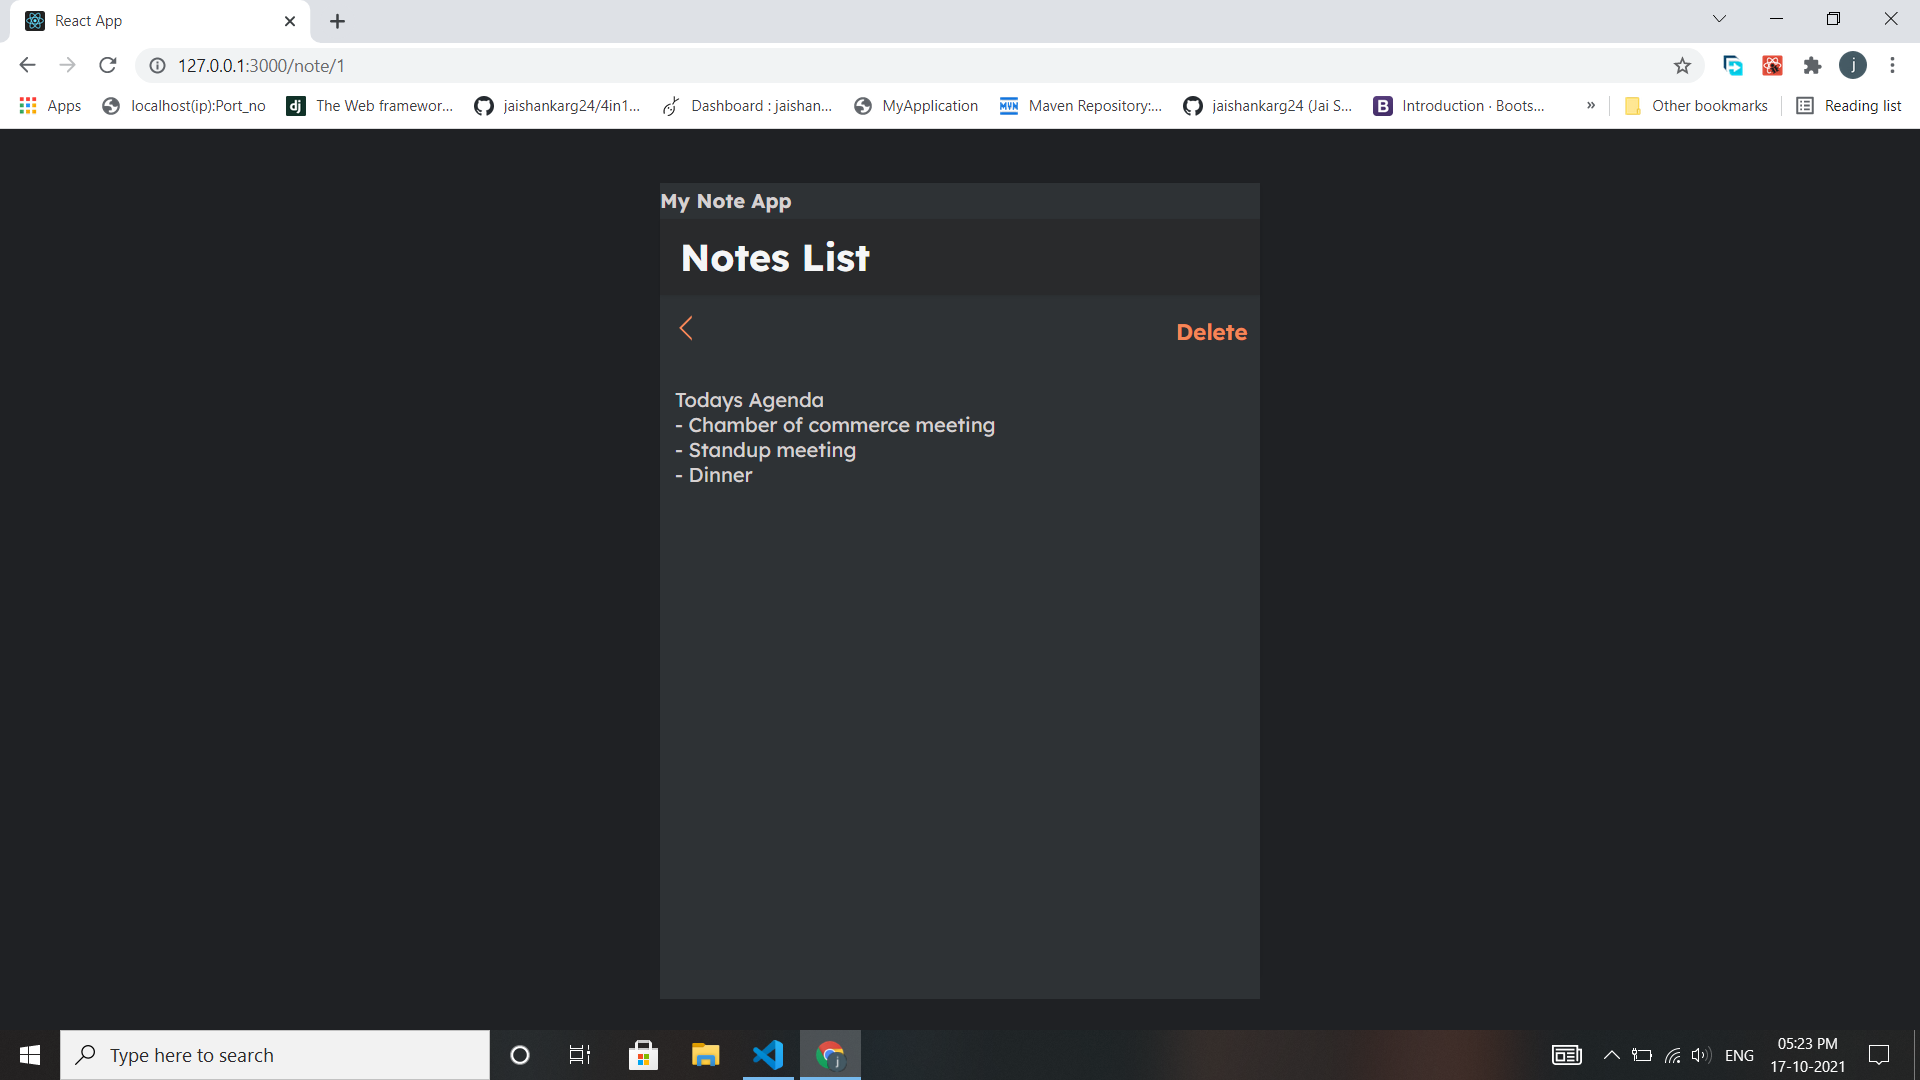 React App
127.0.0.1:3000/note/1
j
Apps
localhost(ip):Port_no
dj
The Web framewor...
jaishankarg24/4in1...
Dashboard : jaishan...
MyApplication
MVN
Maven Repository:...
jaishankarg24 (Jai S...
B
Introduction · Boots...
»
Other bookmarks
Reading list
My Note App
Notes List
Delete
Todays Agenda
- Chamber of commerce meeting
- Standup meeting
- Dinner
Type here to search
j
ENG
05:23 PM
17-10-2021